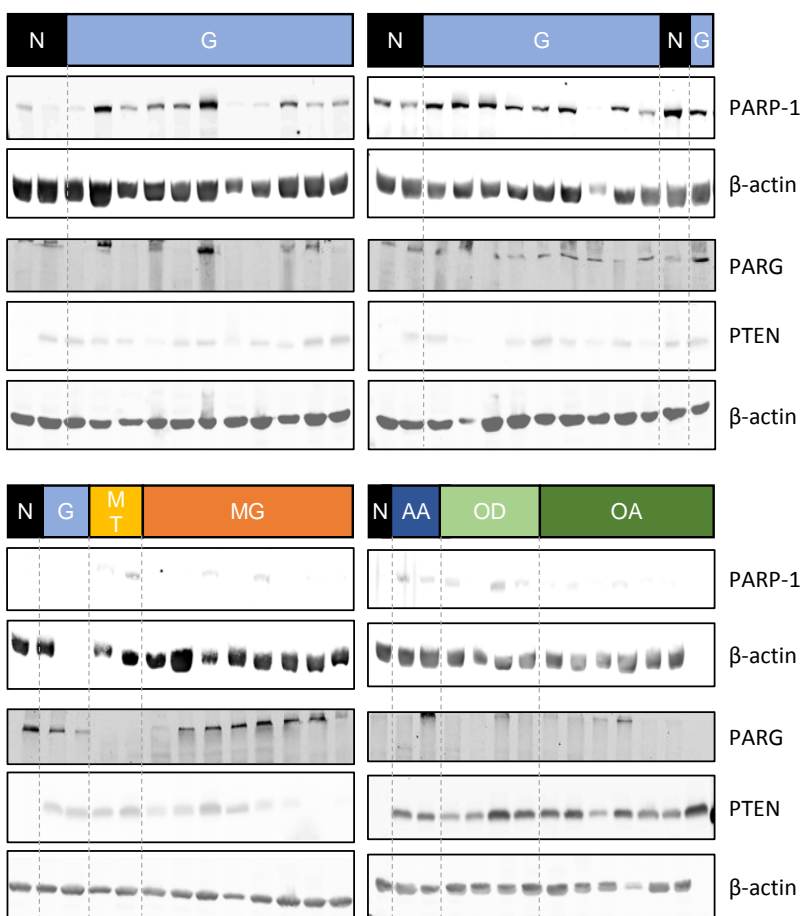 N G N G N G
PARP-1
β-actin
PARG
PTEN
β-actin
N G M T MG N AA OD OA
PARP-1
β-actin
PARG
PTEN
β-actin